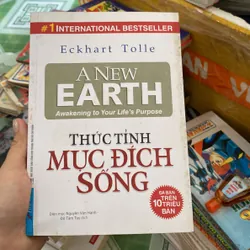 #1 INTERNATIONAL BESTSELLER
Eckhart Tolle
A NEW
EARTH
Awakening to Your Life's Purpose
THỨC TỈNH
MỤC ĐÍCH
SỐNG
ĐÃ BÁN
TRÊN
10 TRIỆU
BẢN